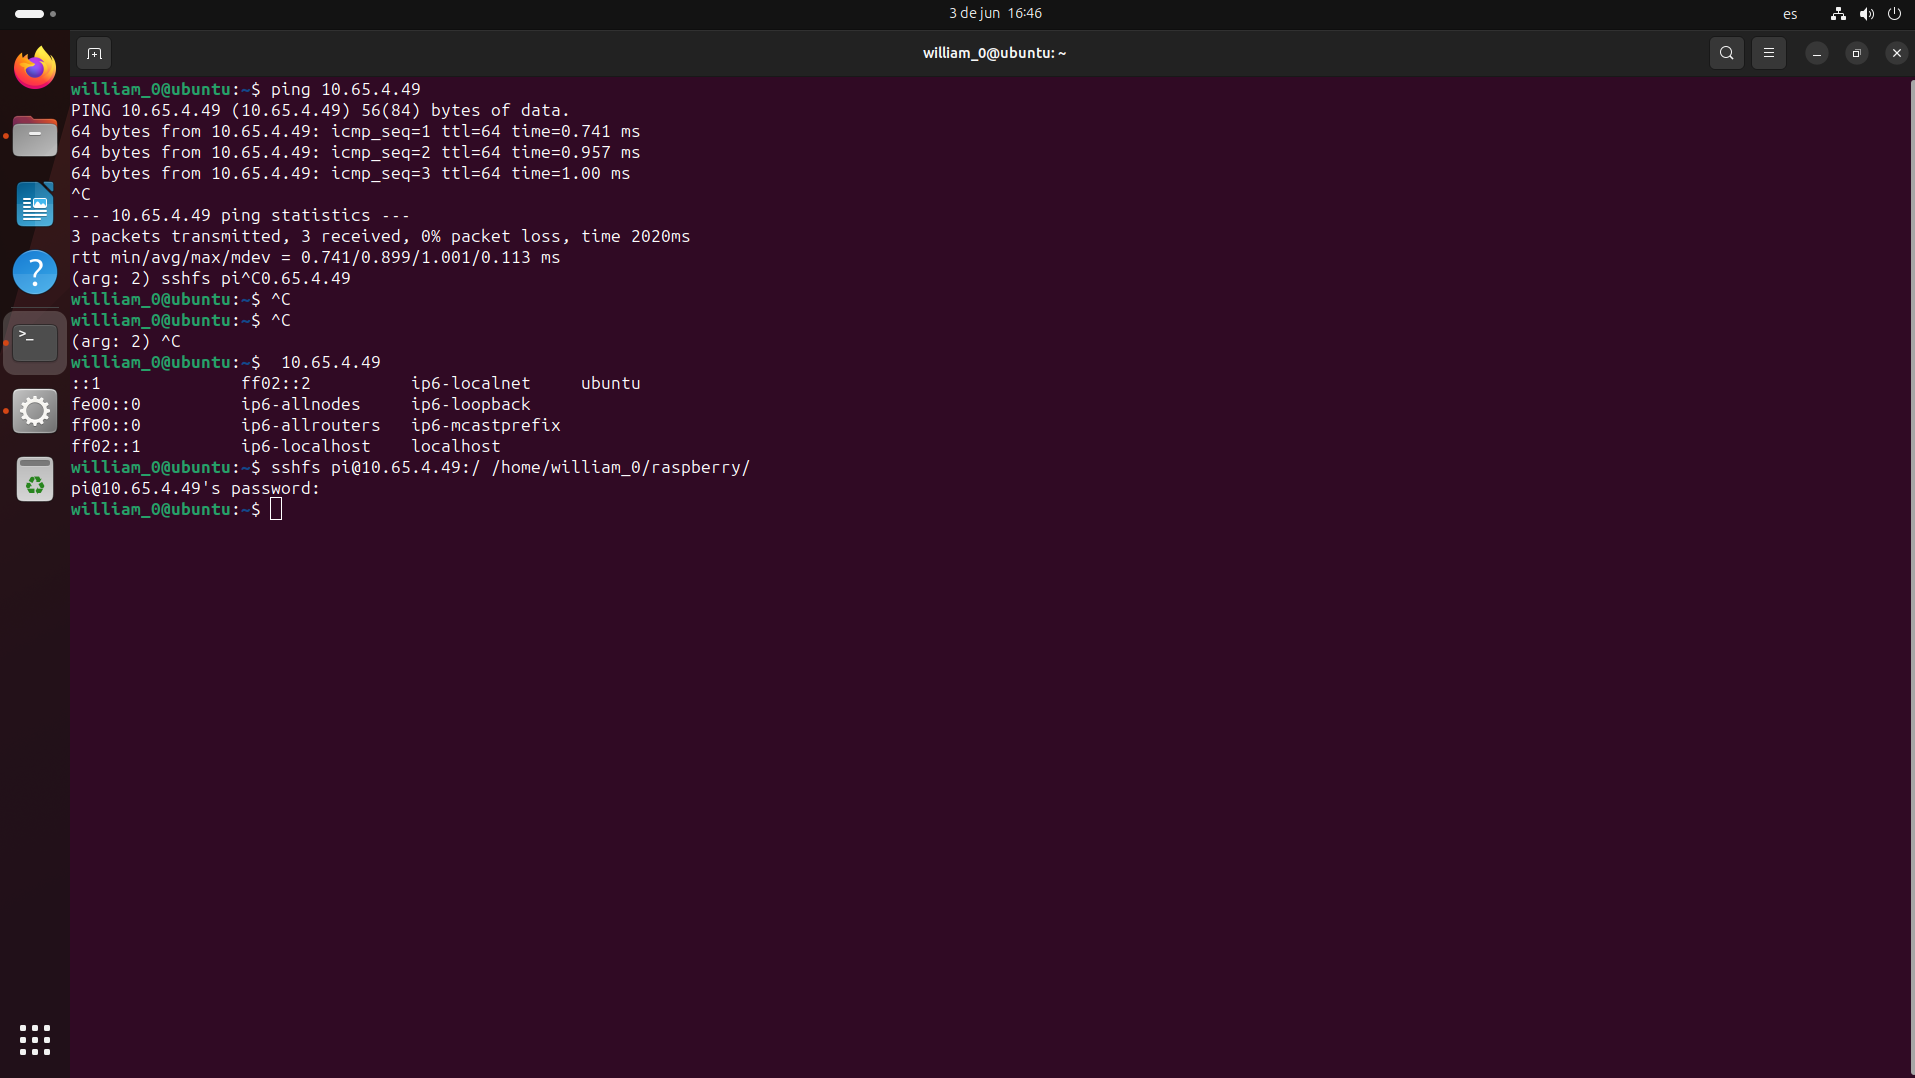 3 de jun 16:46
es
william_0@ubuntu: ~
william_0@ubuntu:~$ ping 10.65.4.49
PING 10.65.4.49 (10.65.4.49) 56(84) bytes of data.
64 bytes from 10.65.4.49: icmp_seq=1 ttl=64 time=0.741 ms
64 bytes from 10.65.4.49: icmp_seq=2 ttl=64 time=0.957 ms
64 bytes from 10.65.4.49: icmp_seq=3 ttl=64 time=1.00 ms
^C
--- 10.65.4.49 ping statistics ---
3 packets transmitted, 3 received, 0% packet loss, time 2020ms
rtt min/avg/max/mdev = 0.741/0.899/1.001/0.113 ms
(arg: 2) sshfs pi^C0.65.4.49
william_0@ubuntu:~$ ^C
william_0@ubuntu:~$ ^C
(arg: 2) ^C
william_0@ubuntu:~$  10.65.4.49
::1              ff02::2          ip6-localnet     ubuntu
fe00::0          ip6-allnodes     ip6-loopback
ff00::0          ip6-allrouters   ip6-mcastprefix
ff02::1          ip6-localhost    localhost
william_0@ubuntu:~$ sshfs pi@10.65.4.49:/ /home/william_0/raspberry/
pi@10.65.4.49's password:
william_0@ubuntu:~$